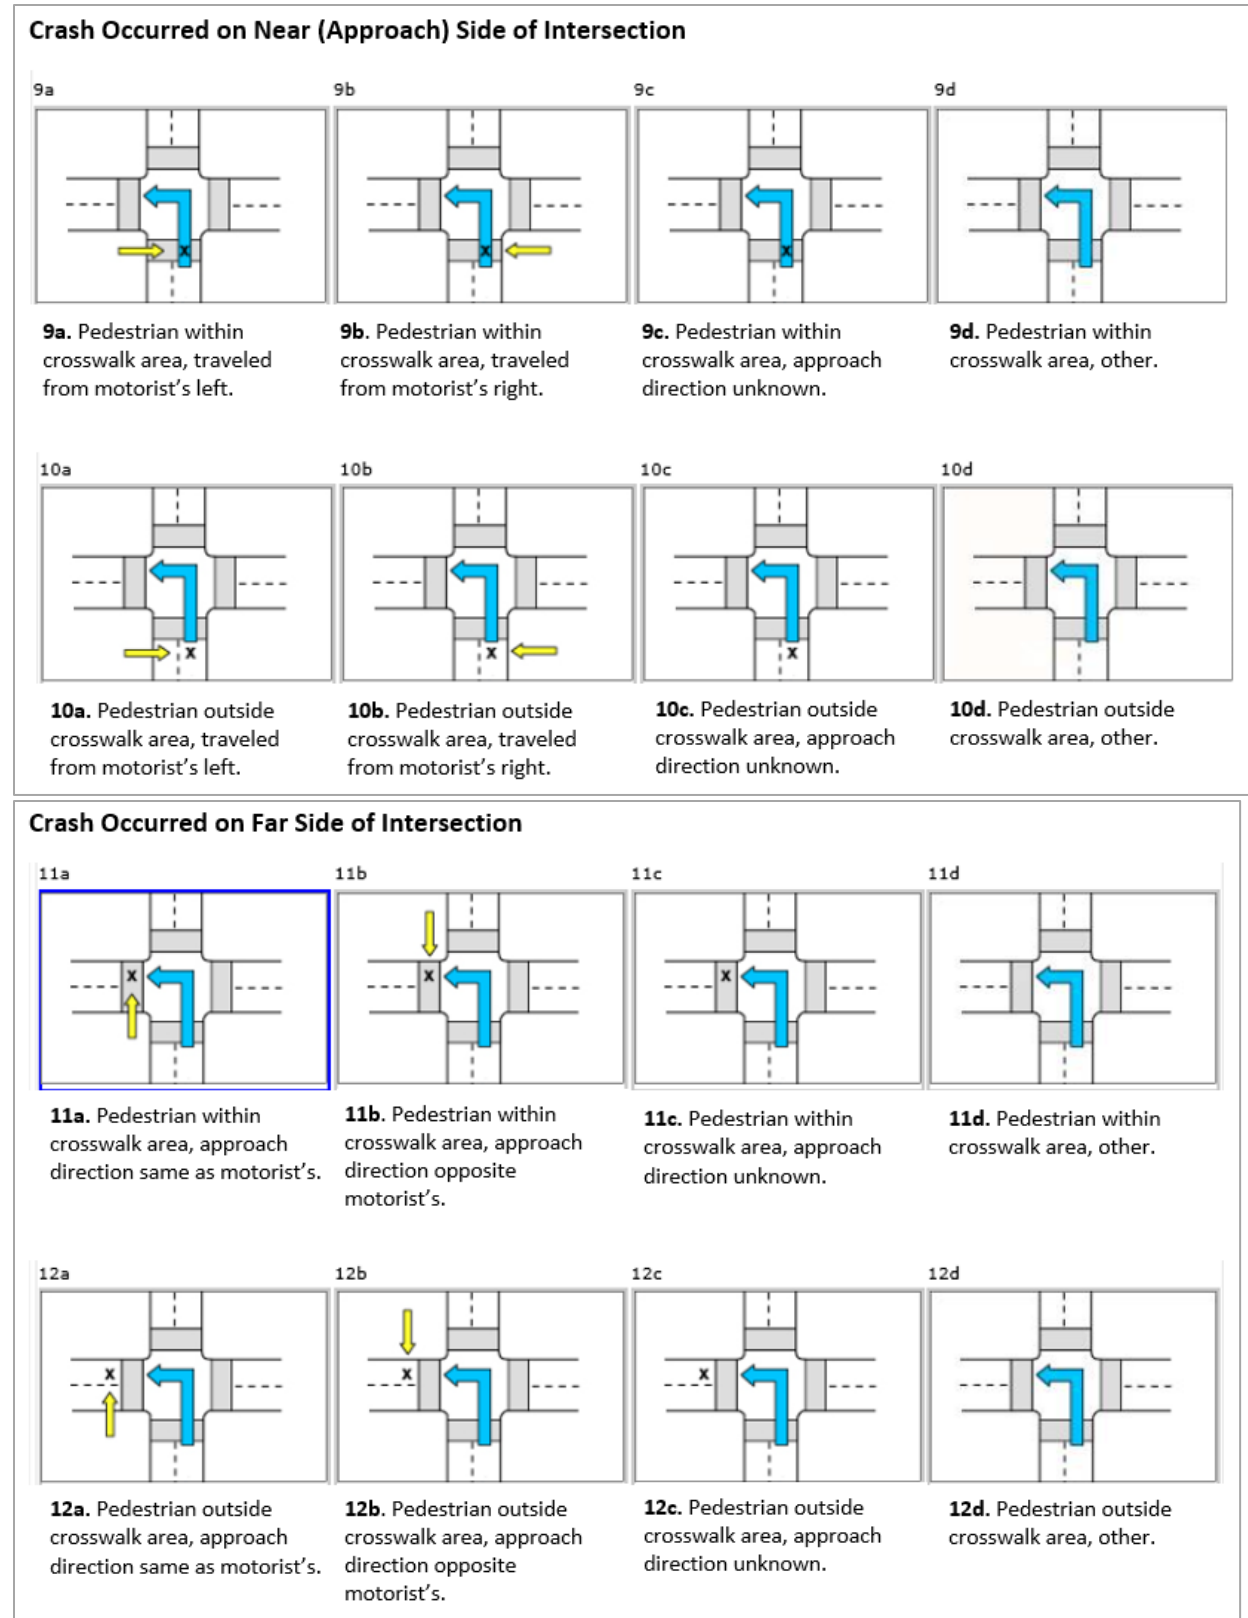 Crash Occurred on Near (Approach) Side of Intersection
9a
9b
9c
9d
x
x
x
9a. Pedestrian within
crosswalk area, traveled
from motorist's left.
9b. Pedestrian within
crosswalk area, traveled
from motorist's right.
9c. Pedestrian within
crosswalk area, approach
direction unknown.
9d. Pedestrian within
crosswalk area, other.
10a
10b
10c
10d
x
x
x
10a. Pedestrian outside
crosswalk area, traveled
from motorist's left.
10b. Pedestrian outside
crosswalk area, traveled
from motorist's right.
10c. Pedestrian outside
crosswalk area, approach
direction unknown.
10d. Pedestrian outside
crosswalk area, other.
Crash Occurred on Far Side of Intersection
11a
11b
11c
11d
x
x
x
11a. Pedestrian within
crosswalk area, approach
direction same as motorist's.
11b. Pedestrian within
crosswalk area, approach
direction opposite
motorist's.
11c. Pedestrian within
crosswalk area, approach
direction unknown.
11d. Pedestrian within
crosswalk area, other.
12a
12b
12c
12d
x
x
x
12a. Pedestrian outside
crosswalk area, approach
direction same as motorist's.
12b. Pedestrian outside
crosswalk area, approach
direction opposite
motorist's.
12c. Pedestrian outside
crosswalk area, approach
direction unknown.
12d. Pedestrian outside
crosswalk area, other.